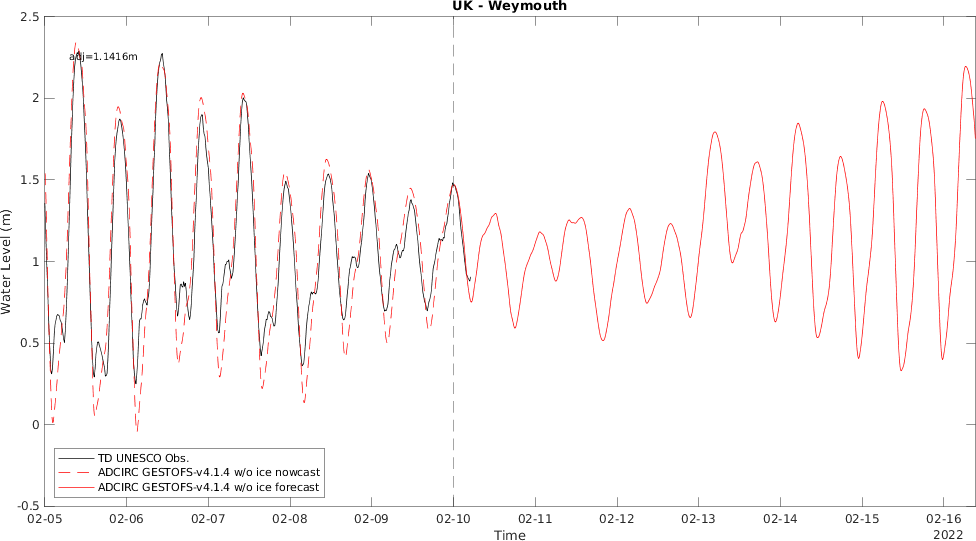 UK - Weymouth
2.5
2
1.5
1
0.5
0
-0.5
Water Level (m)
adj=1.1416m
TD UNESCO Obs.
ADCIRC GESTOFS-v4.1.4 w/o ice nowcast
ADCIRC GESTOFS-v4.1.4 w/o ice forecast
02-05 02-06 02-07 02-08 02-09 02-10 02-11 02-12 02-13 02-14 02-15 02-16
Time
2022